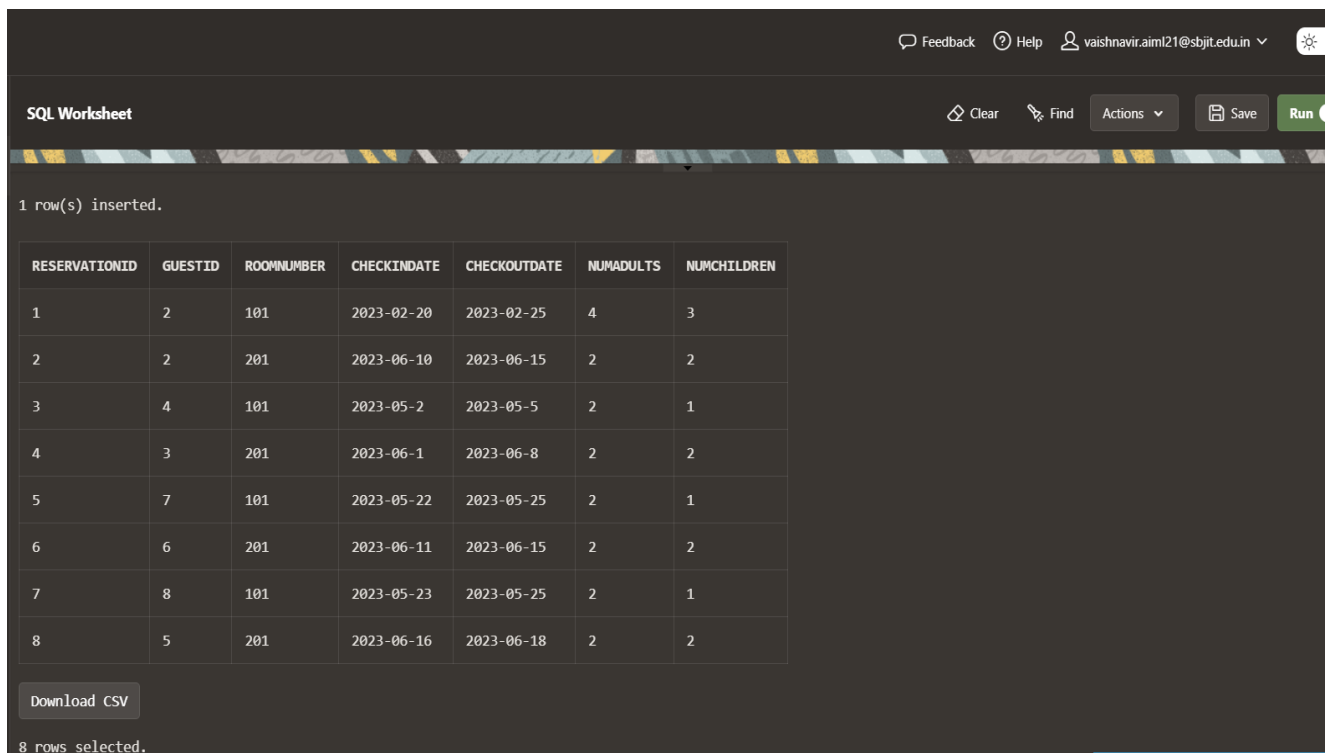 Feedback Help vaishnavir.aiml21@sbjit.edu.in
SQL Worksheet Clear Find Actions Save Run
1 row(s) inserted.
RESERVATIONID GUESTID ROOMNUMBER CHECKINDATE CHECKOUTDATE NUMADULTS NUMCHILDREN
1 2 101 2023-02-20 2023-02-25 4 3
2 2 201 2023-06-10 2023-06-15 2 2
3 4 101 2023-05-2 2023-05-5 2 1
4 3 201 2023-06-1 2023-06-8 2 2
5 7 101 2023-05-22 2023-05-25 2 1
6 6 201 2023-06-11 2023-06-15 2 2
7 8 101 2023-05-23 2023-05-25 2 1
8 5 201 2023-06-16 2023-06-18 2 2
Download CSV
8 rows selected.